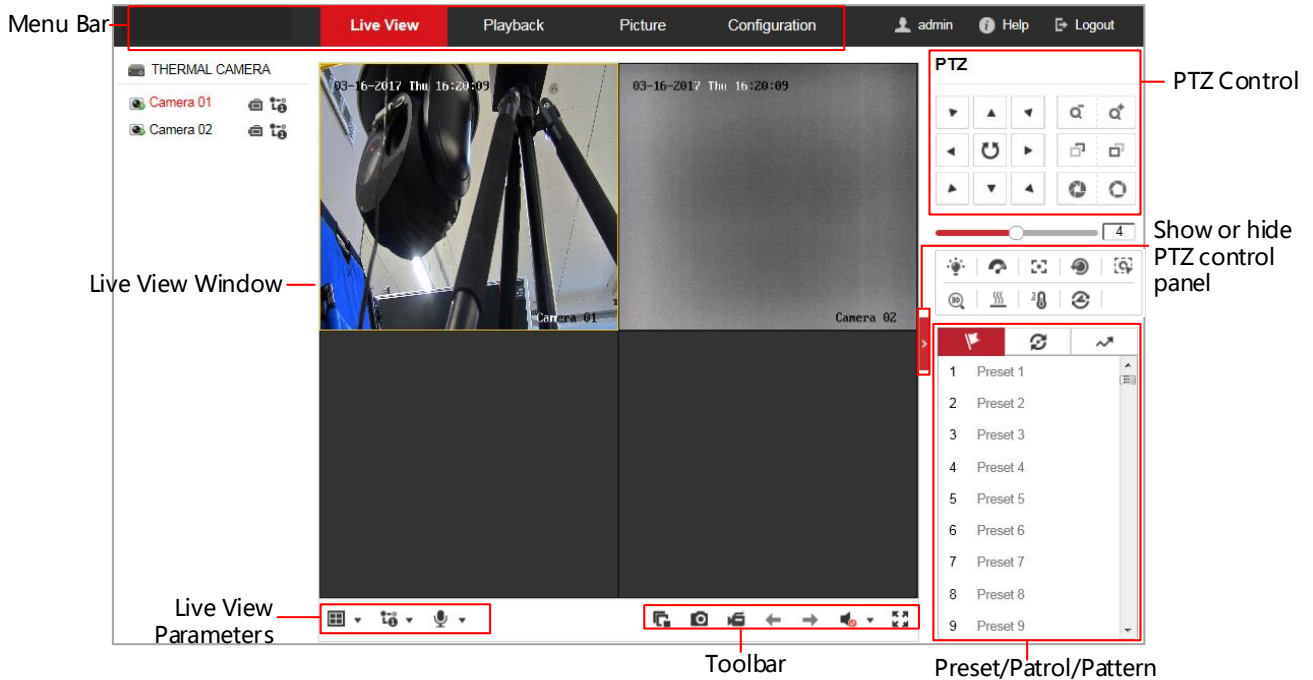 Menu Bar
Live View Playback Picture Configuration admin Help Logout
THERMAL CAMERA
Camera 01
Camera 02
03-16-2017 Thu 16:20:09
Camera 01
03-16-2017 Thu 16:20:09
Camera 02
PTZ
PTZ Control
4
Show or hide
PTZ control
panel
Live View Window
1 Preset 1
2 Preset 2
3 Preset 3
4 Preset 4
5 Preset 5
6 Preset 6
7 Preset 7
8 Preset 8
9 Preset 9
Live View
Parameters
Toolbar
Preset/Patrol/Pattern